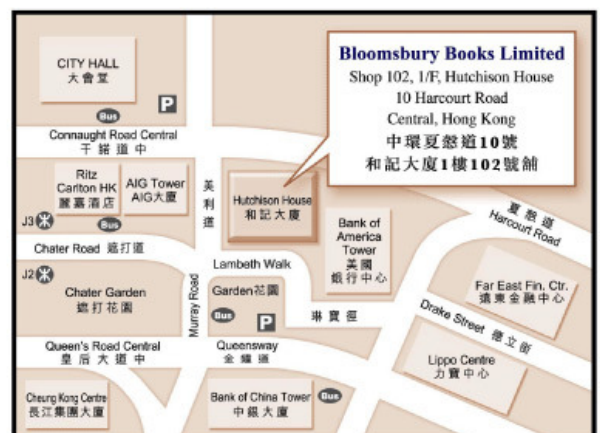 CITY HALL
大會堂
Bus
P
Connaught Road Central
干諾道中
Bloomsbury Books Limited
Shop 102, 1/F, Hutchison House
10 Harcourt Road
Central, Hong Kong
中環夏慤道10號
和記大廈1樓102號舖
Ritz
Carlton HK
麗嘉酒店
AIG Tower
AIG大廈
Bus
J3
美利道
Murray Road
Hutchison House
和記大廈
Bank of
America
Tower
美國
銀行中心
夏慤道
Harcourt Road
Chater Road 遮打道
J2
Chater Garden
遮打花園
Lambeth Walk
Garden花園
Bus
P
琳寶徑
Far East Fin. Ctr.
遠東金融中心
Drake Street 德立街
Queen's Road Central
皇后大道中
Queensway
金鐘道
Lippo Centre
力寶中心
Cheung Kong Centre
長江集團大廈
Bank of China Tower
中銀大廈
Bus